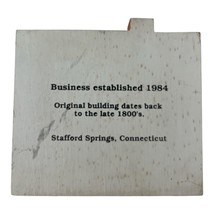 Business established 1984
Original building dates back
to the late 1800's.
Stafford Springs, Connecticut